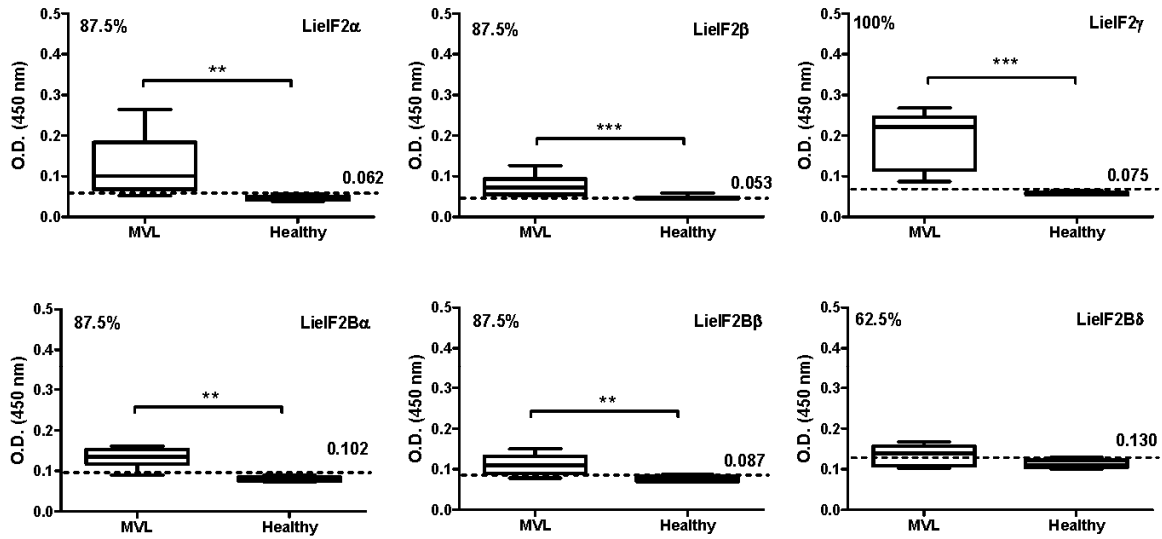 87.5% LieIF2α
O.D. (450 nm)
0.5
0.4
0.3
0.2
0.1
0.0
**
0.062
MVL Healthy
87.5% LieIF2β
O.D. (450 nm)
0.5
0.4
0.3
0.2
0.1
0.0
***
0.053
MVL Healthy
100% LieIF2γ
O.D. (450 nm)
0.5
0.4
0.3
0.2
0.1
0.0
***
0.075
MVL Healthy
87.5% LieIF2Bα
O.D. (450 nm)
0.5
0.4
0.3
0.2
0.1
0.0
**
0.102
MVL Healthy
87.5% LieIF2Bβ
O.D. (450 nm)
0.5
0.4
0.3
0.2
0.1
0.0
**
0.087
MVL Healthy
62.5% LieIF2Bδ
O.D. (450 nm)
0.5
0.4
0.3
0.2
0.1
0.0
0.130
MVL Healthy